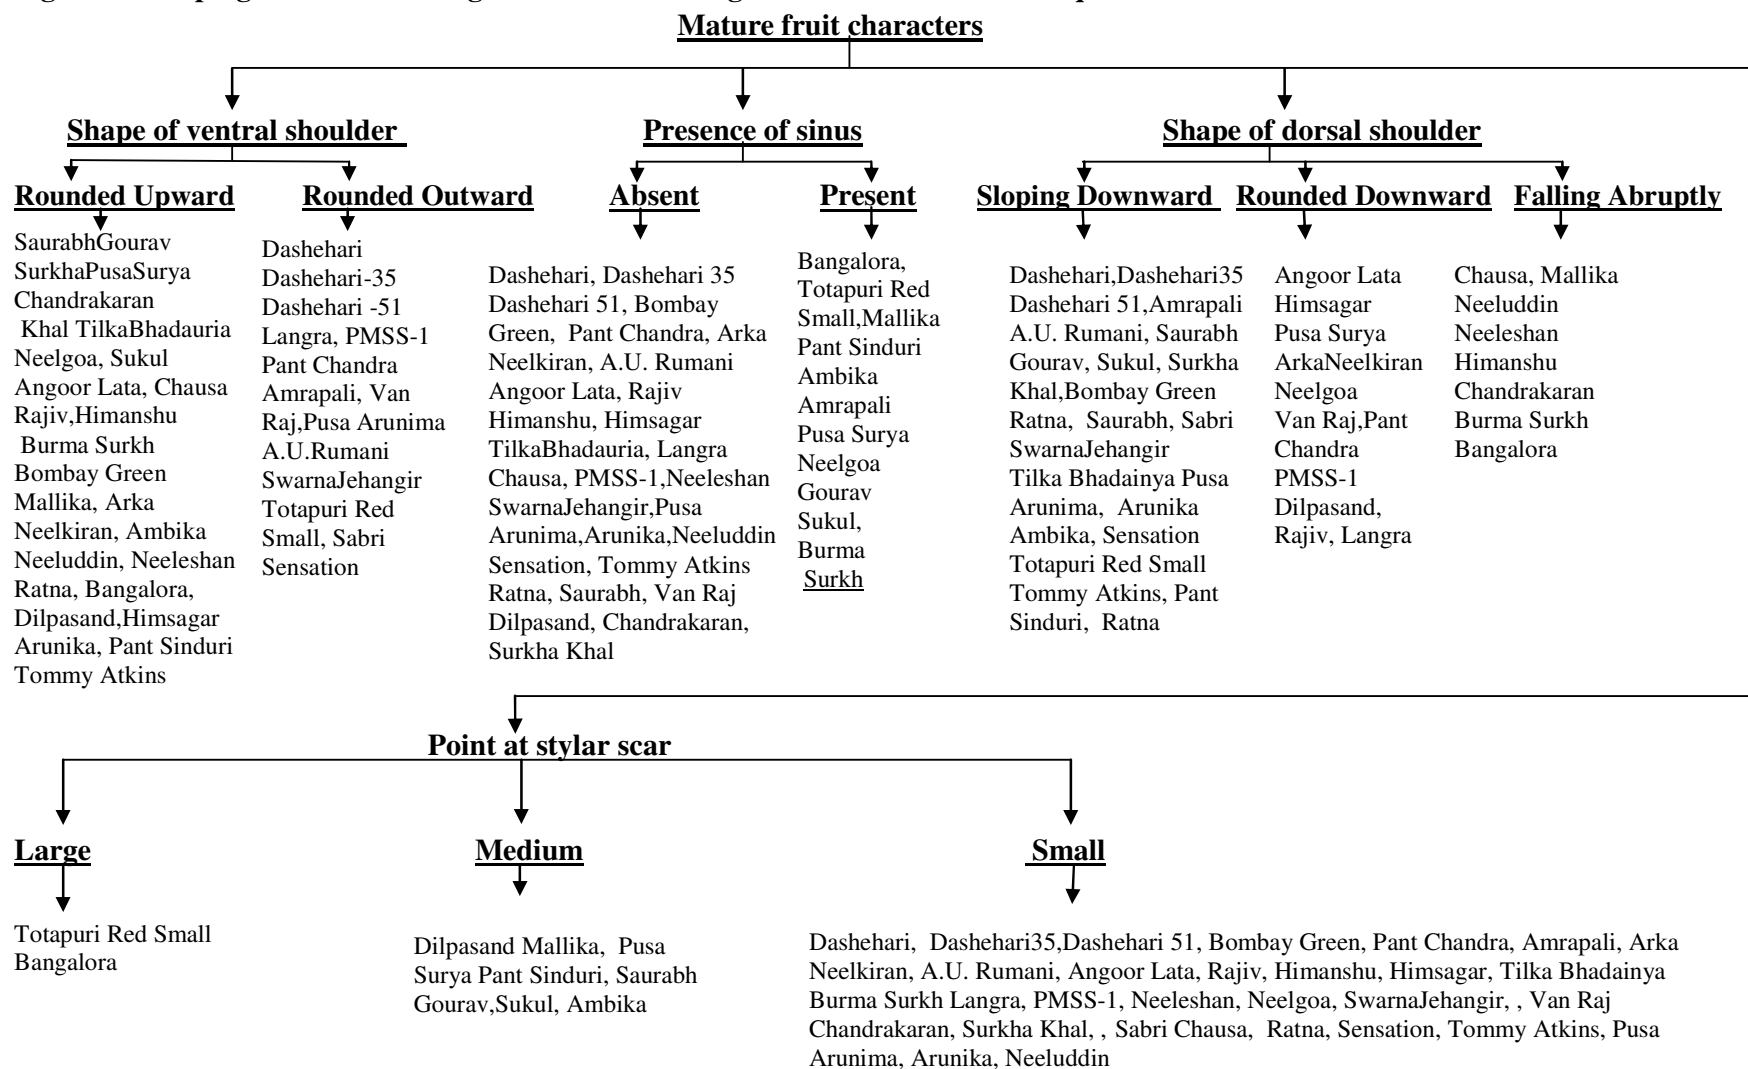 Mature fruit characters
Shape of ventral shoulder
Presence of sinus
Shape of dorsal shoulder
Rounded Upward
Rounded Outward
Absent
Present
Sloping Downward
Rounded Downward
Falling Abruptly
SaurabhGourav
SurkhaPusaSurya
Chandrakaran
Khal TilkaBhadauria
Neelgoa, Sukul
Angoor Lata, Chausa
Rajiv,Himanshu
Burma Surkh
Bombay Green
Mallika, Arka
Neelkiran, Ambika
Neeluddin, Neeleshan
Ratna, Bangalora,
Dilpasand,Himsagar
Arunika, Pant Sinduri
Tommy Atkins
Dashehari
Dashehari-35
Dashehari -51
Langra, PMSS-1
Pant Chandra
Amrapali, Van
Raj,Pusa Arunima
A.U.Rumani
SwarnaJehangir
Totapuri Red
Small, Sabri
Sensation
Dashehari, Dashehari 35
Dashehari 51, Bombay
Green, Pant Chandra, Arka
Neelkiran, A.U. Rumani
Angoor Lata, Rajiv
Himanshu, Himsagar
TilkaBhadauria, Langra
Chausa, PMSS-1,Neeleshan
SwarnaJehangir,Pusa
Arunima,Arunika,Neeluddin
Sensation, Tommy Atkins
Ratna, Saurabh, Van Raj
Dilpasand, Chandrakaran,
Surkha Khal
Bangalora,
Totapuri Red
Small,Mallika
Pant Sinduri
Ambika
Amrapali
Pusa Surya
Neelgoa
Gourav
Sukul,
Burma
Surkh
Dashehari,Dashehari35
Dashehari 51,Amrapali
A.U. Rumani, Saurabh
Gourav, Sukul, Surkha
Khal,Bombay Green
Ratna, Saurabh, Sabri
SwarnaJehangir
Tilka Bhadainya Pusa
Arunima, Arunika
Ambika, Sensation
Totapuri Red Small
Tommy Atkins, Pant
Sinduri, Ratna
Angoor Lata
Himsagar
Pusa Surya
ArkaNeelkiran
Neelgoa
Van Raj,Pant
Chandra
PMSS-1
Dilpasand,
Rajiv, Langra
Chausa, Mallika
Neeluddin
Neeleshan
Himanshu
Chandrakaran
Burma Surkh
Bangalora
Point at stylar scar
Large
Medium
Small
Totapuri Red Small
Bangalora
Dilpasand Mallika, Pusa
Surya Pant Sinduri, Saurabh
Gourav,Sukul, Ambika
Dashehari, Dashehari35,Dashehari 51, Bombay Green, Pant Chandra, Amrapali, Arka
Neelkiran, A.U. Rumani, Angoor Lata, Rajiv, Himanshu, Himsagar, Tilka Bhadainya
Burma Surkh Langra, PMSS-1, Neeleshan, Neelgoa, SwarnaJehangir, , Van Raj
Chandrakaran, Surkha Khal, , Sabri Chausa, Ratna, Sensation, Tommy Atkins, Pusa
Arunima, Arunika, Neeluddin